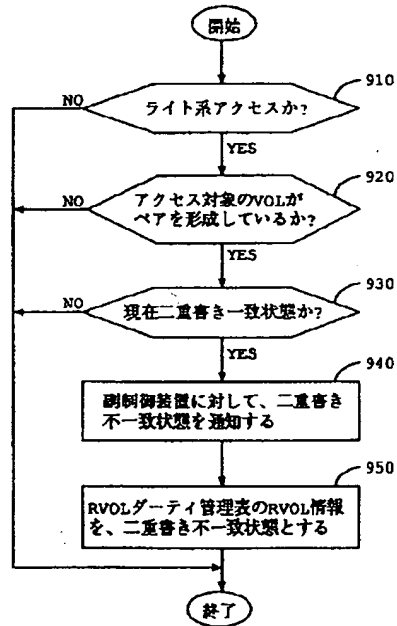 開始
910
ライト系アクセスか?
NO
YES
920
アクセス対象のVOLが
ペアを形成しているか?
NO
YES
930
現在二重書き一致状態か?
NO
YES
940
副制御装置に対して、二重書き
不一致状態を通知する
950
RVOLダーティ管理表のRVOL情報
を、二重書き不一致状態とする
終了